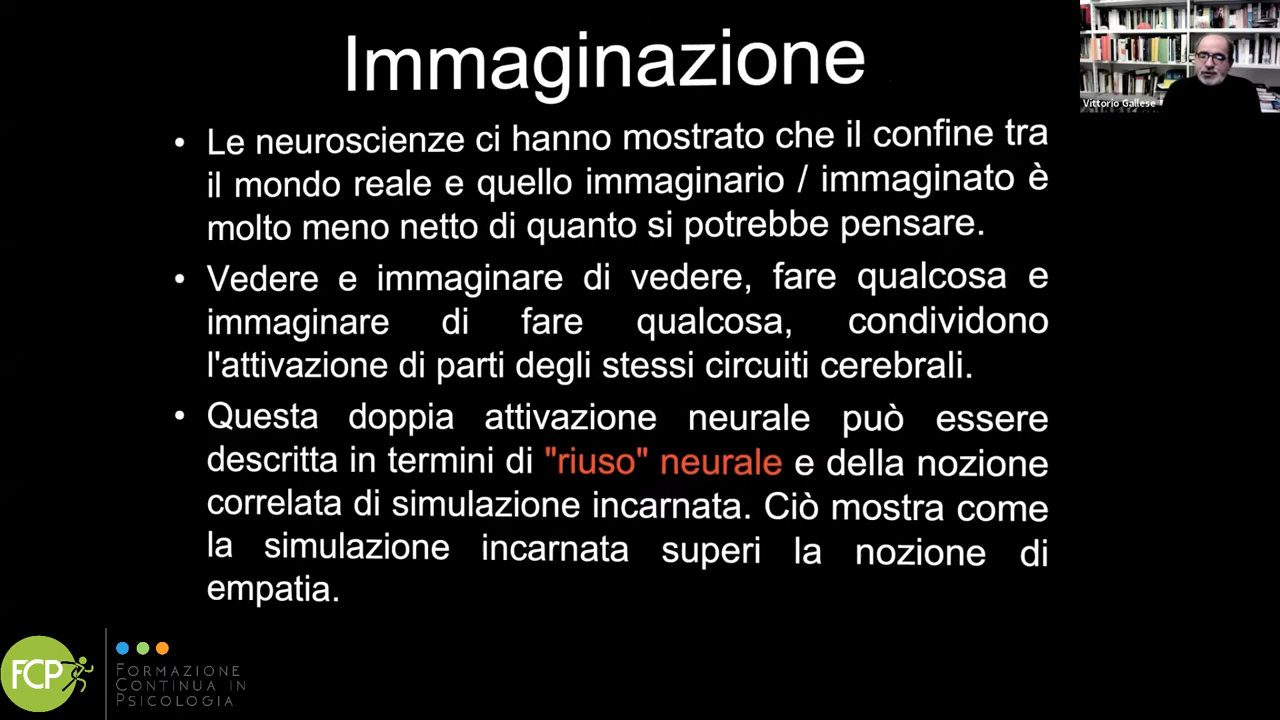 Immaginazione
Vittorio Gallese
• Le neuroscienze ci hanno mostrato che il confine tra
il mondo reale e quello immaginario / immaginato è
molto meno netto di quanto si potrebbe pensare.
• Vedere e immaginare di vedere, fare qualcosa e
immaginare di fare qualcosa, condividono
l'attivazione di parti degli stessi circuiti cerebrali.
• Questa doppia attivazione neurale può essere
descritta in termini di "riuso" neurale e della nozione
correlata di simulazione incarnata. Ciò mostra come
la simulazione incarnata superi la nozione di
empatia.
FCP
FORMAZIONE
CONTINUA IN
PSICOLOGIA